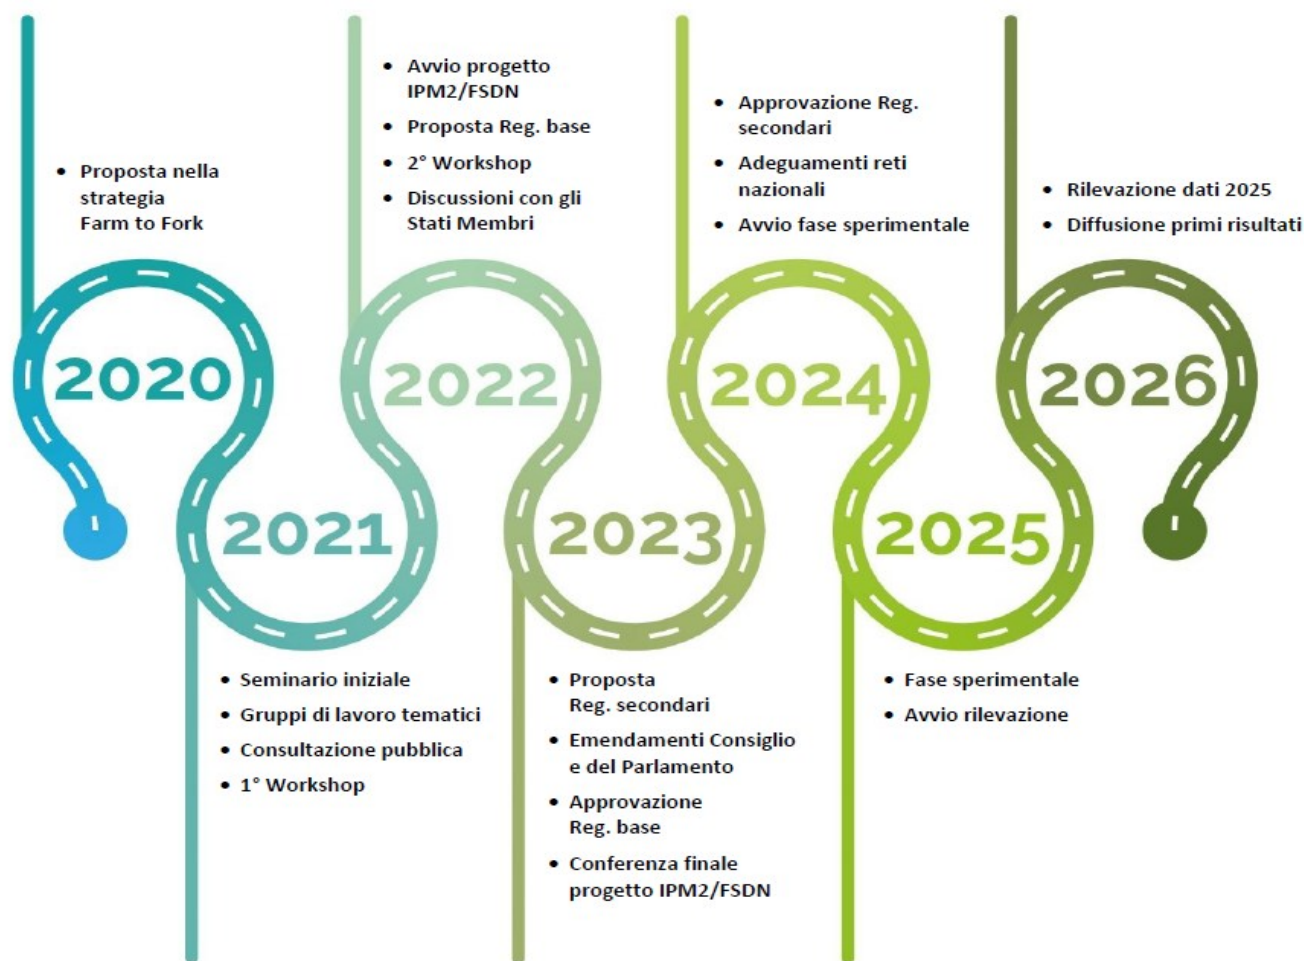 • Proposta nella
strategia
Farm to Fork
2020
2021
• Seminario iniziale
• Gruppi di lavoro tematici
• Consultazione pubblica
• 1° Workshop
• Avvio progetto
IPM2/FSDN
• Proposta Reg. base
• 2° Workshop
• Discussioni con gli
Stati Membri
2022
2023
• Proposta
Reg. secondari
• Emendamenti Consiglio
e del Parlamento
• Approvazione
Reg. base
• Conferenza finale
progetto IPM2/FSDN
• Approvazione Reg.
secondari
• Adeguamenti reti
nazionali
• Avvio fase sperimentale
2024
2025
• Fase sperimentale
• Avvio rilevazione
• Rilevazione dati 2025
• Diffusione primi risultati
2026